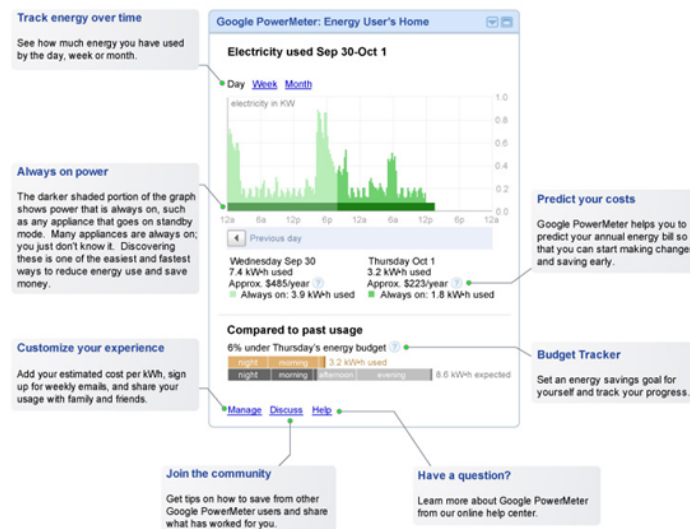 Track energy over time
See how much energy you have used
by the day, week or month.
Always on power
The darker shaded portion of the graph
shows power that is always on, such
as any appliance that goes on standby
mode. Many appliances are always on;
you just don't know it. Discovering
these is one of the easiest and fastest
ways to reduce energy use and save
money.
Customize your experience
Add your estimated cost per kWh, sign
up for weekly emails, and share your
usage with family and friends.
Google PowerMeter: Energy User's Home
Electricity used Sep 30-Oct 1
Day Week Month
electricity in KW
1.0
0.8
0.6
0.4
0.2
0.0
12a 6a 12p 6p 12a 6a 12p 6p 12a
Previous day
Wednesday Sep 30
7.4 kW•h used
Approx. $485/year ?
Always on: 3.9 kW•h used
Thursday Oct 1
3.2 kW•h used
Approx. $223/year ?
Always on: 1.8 kW•h used
Compared to past usage
6% under Thursday's energy budget ?
night morning 3.2 kW•h used
night morning afternoon evening 8.6 kW•h expected
Manage Discuss Help
Predict your costs
Google PowerMeter helps you to
predict your annual energy bill so
that you can start making change
and saving early.
Budget Tracker
Set an energy savings goal for
yourself and track your progress.
Join the community
Get tips on how to save from other
Google PowerMeter users and share
what has worked for you.
Have a question?
Learn more about Google PowerMeter
from our online help center.